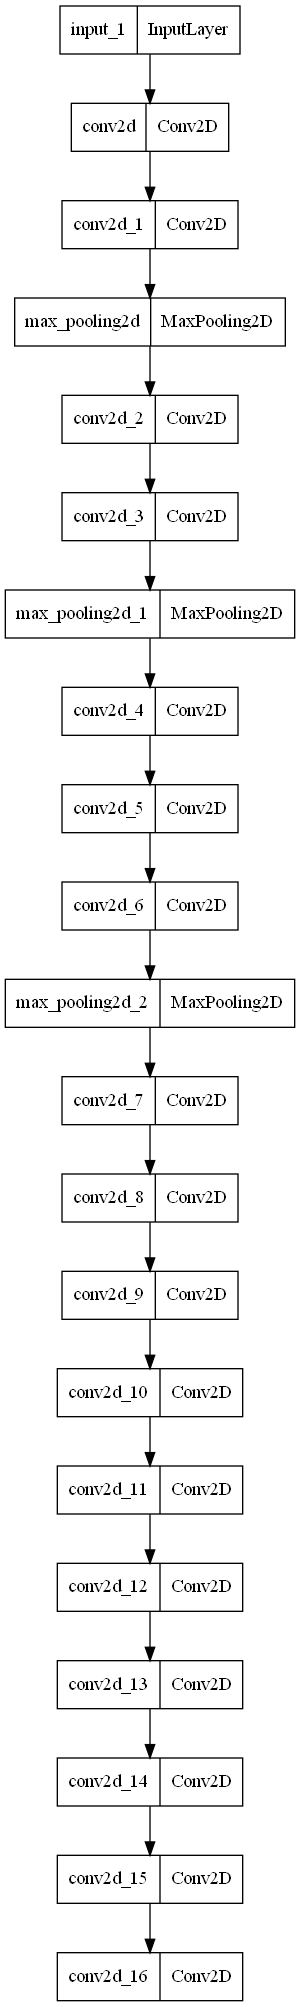 input_1 InputLayer
conv2d Conv2D
conv2d_1 Conv2D
max_pooling2d MaxPooling2D
conv2d_2 Conv2D
conv2d_3 Conv2D
max_pooling2d_1 MaxPooling2D
conv2d_4 Conv2D
conv2d_5 Conv2D
conv2d_6 Conv2D
max_pooling2d_2 MaxPooling2D
conv2d_7 Conv2D
conv2d_8 Conv2D
conv2d_9 Conv2D
conv2d_10 Conv2D
conv2d_11 Conv2D
conv2d_12 Conv2D
conv2d_13 Conv2D
conv2d_14 Conv2D
conv2d_15 Conv2D
conv2d_16 Conv2D